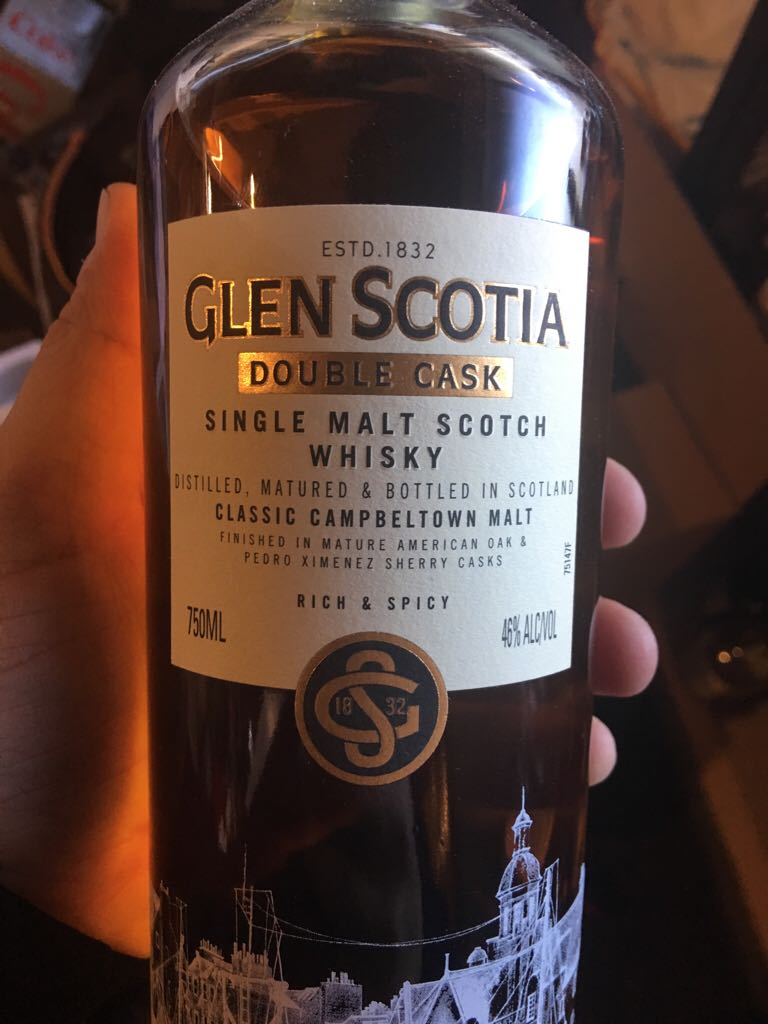 ESTD.1832
GLEN SCOTIA
DOUBLE CASK
SINGLE MALT SCOTCH
WHISKY
DISTILLED, MATURED & BOTTLED IN SCOTLAND
CLASSIC CAMPBELTOWN MALT
FINISHED IN MATURE AMERICAN OAK &
PEDRO XIMENEZ SHERRY CASKS
75147F
RICH & SPICY
750ML
46% ALC/VOL
18 32